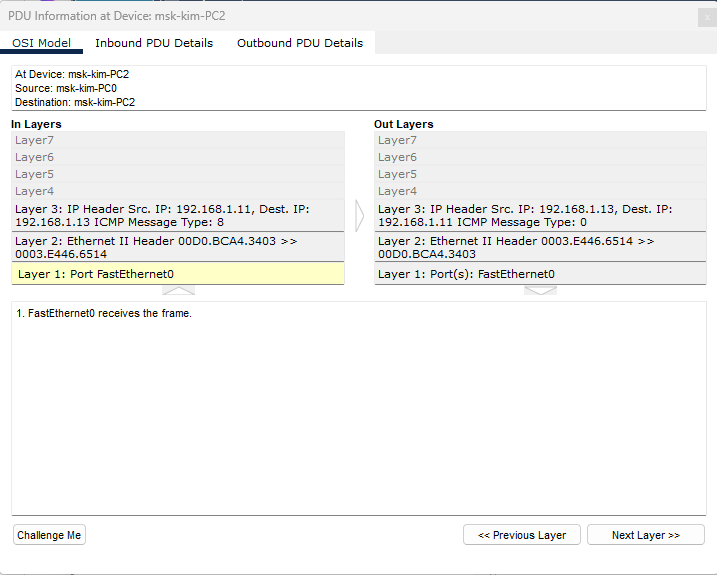 PDU Information at Device: msk-kim-PC2
x
OSI Model Inbound PDU Details Outbound PDU Details
At Device: msk-kim-PC2
Source: msk-kim-PC0
Destination: msk-kim-PC2
In Layers
Layer7
Layer6
Layer5
Layer4
Layer 3: IP Header Src. IP: 192.168.1.11, Dest. IP:
192.168.1.13 ICMP Message Type: 8
Layer 2: Ethernet II Header 00D0.BCA4.3403 >>
0003.E446.6514
Layer 1: Port FastEthernet0
Out Layers
Layer7
Layer6
Layer5
Layer4
Layer 3: IP Header Src. IP: 192.168.1.13, Dest. IP:
192.168.1.11 ICMP Message Type: 0
Layer 2: Ethernet II Header 0003.E446.6514 >>
00D0.BCA4.3403
Layer 1: Port(s): FastEthernet0
1. FastEthernet0 receives the frame.
Challenge Me << Previous Layer Next Layer >>